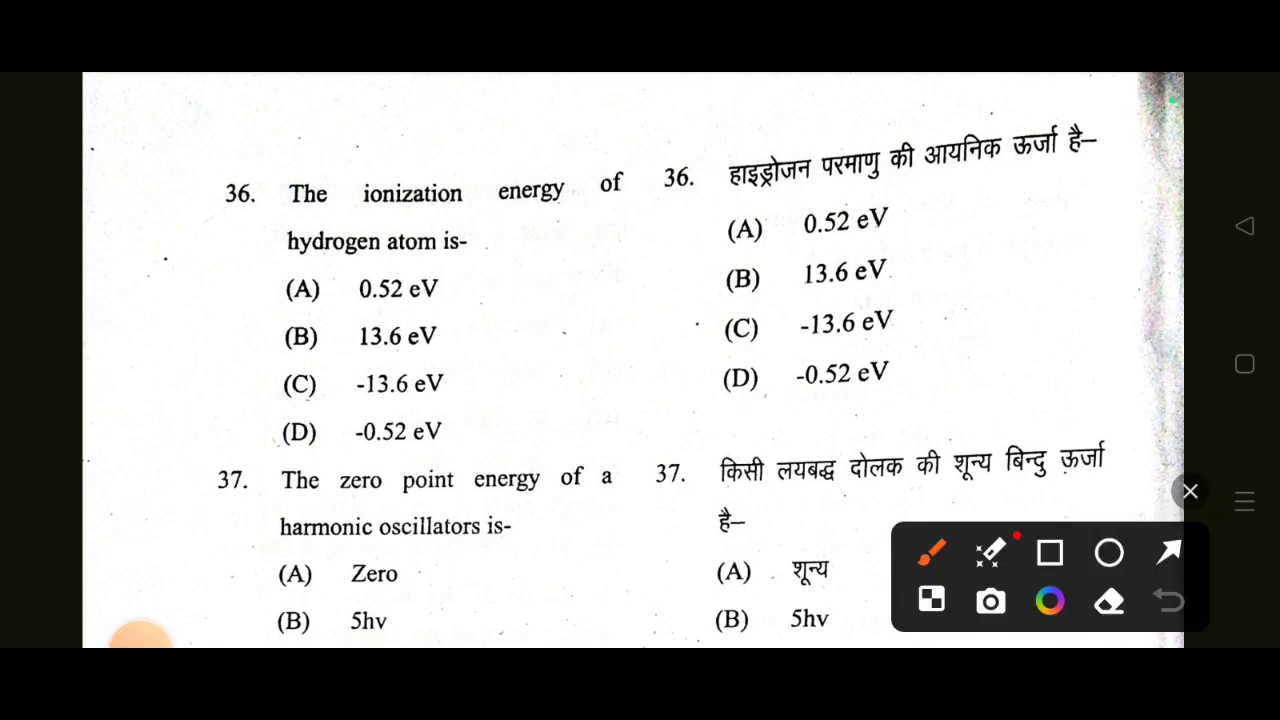 36. The ionization energy of
hydrogen atom is-
(A) 0.52 eV
(B) 13.6 eV
(C) -13.6 eV
(D) -0.52 eV
37. The zero point energy of a
harmonic oscillators is-
(A) Zero
(B) 5hv
36. हाइड्रोजन परमाणु की आयनिक ऊर्जा है–
(A) 0.52 eV
(B) 13.6 eV
(C) -13.6 eV
(D) -0.52 eV
37. किसी लयबद्ध दोलक की शून्य बिन्दु ऊर्जा
है–
(A) शून्य
(B) 5hv